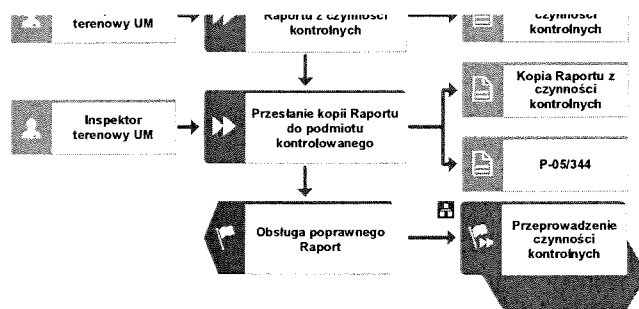 terenowy UM
Raportu z czynności
kontrolnych
czynności
kontrolnych
Inspektor
terenowy UM
Przesłanie kopii Raportu
do podmiotu
kontrolowanego
Kopia Raportu z
czynności
kontrolnych
P-05/344
Obsługa poprawnego
Raport
Przeprowadzenie
czynności
kontrolnych